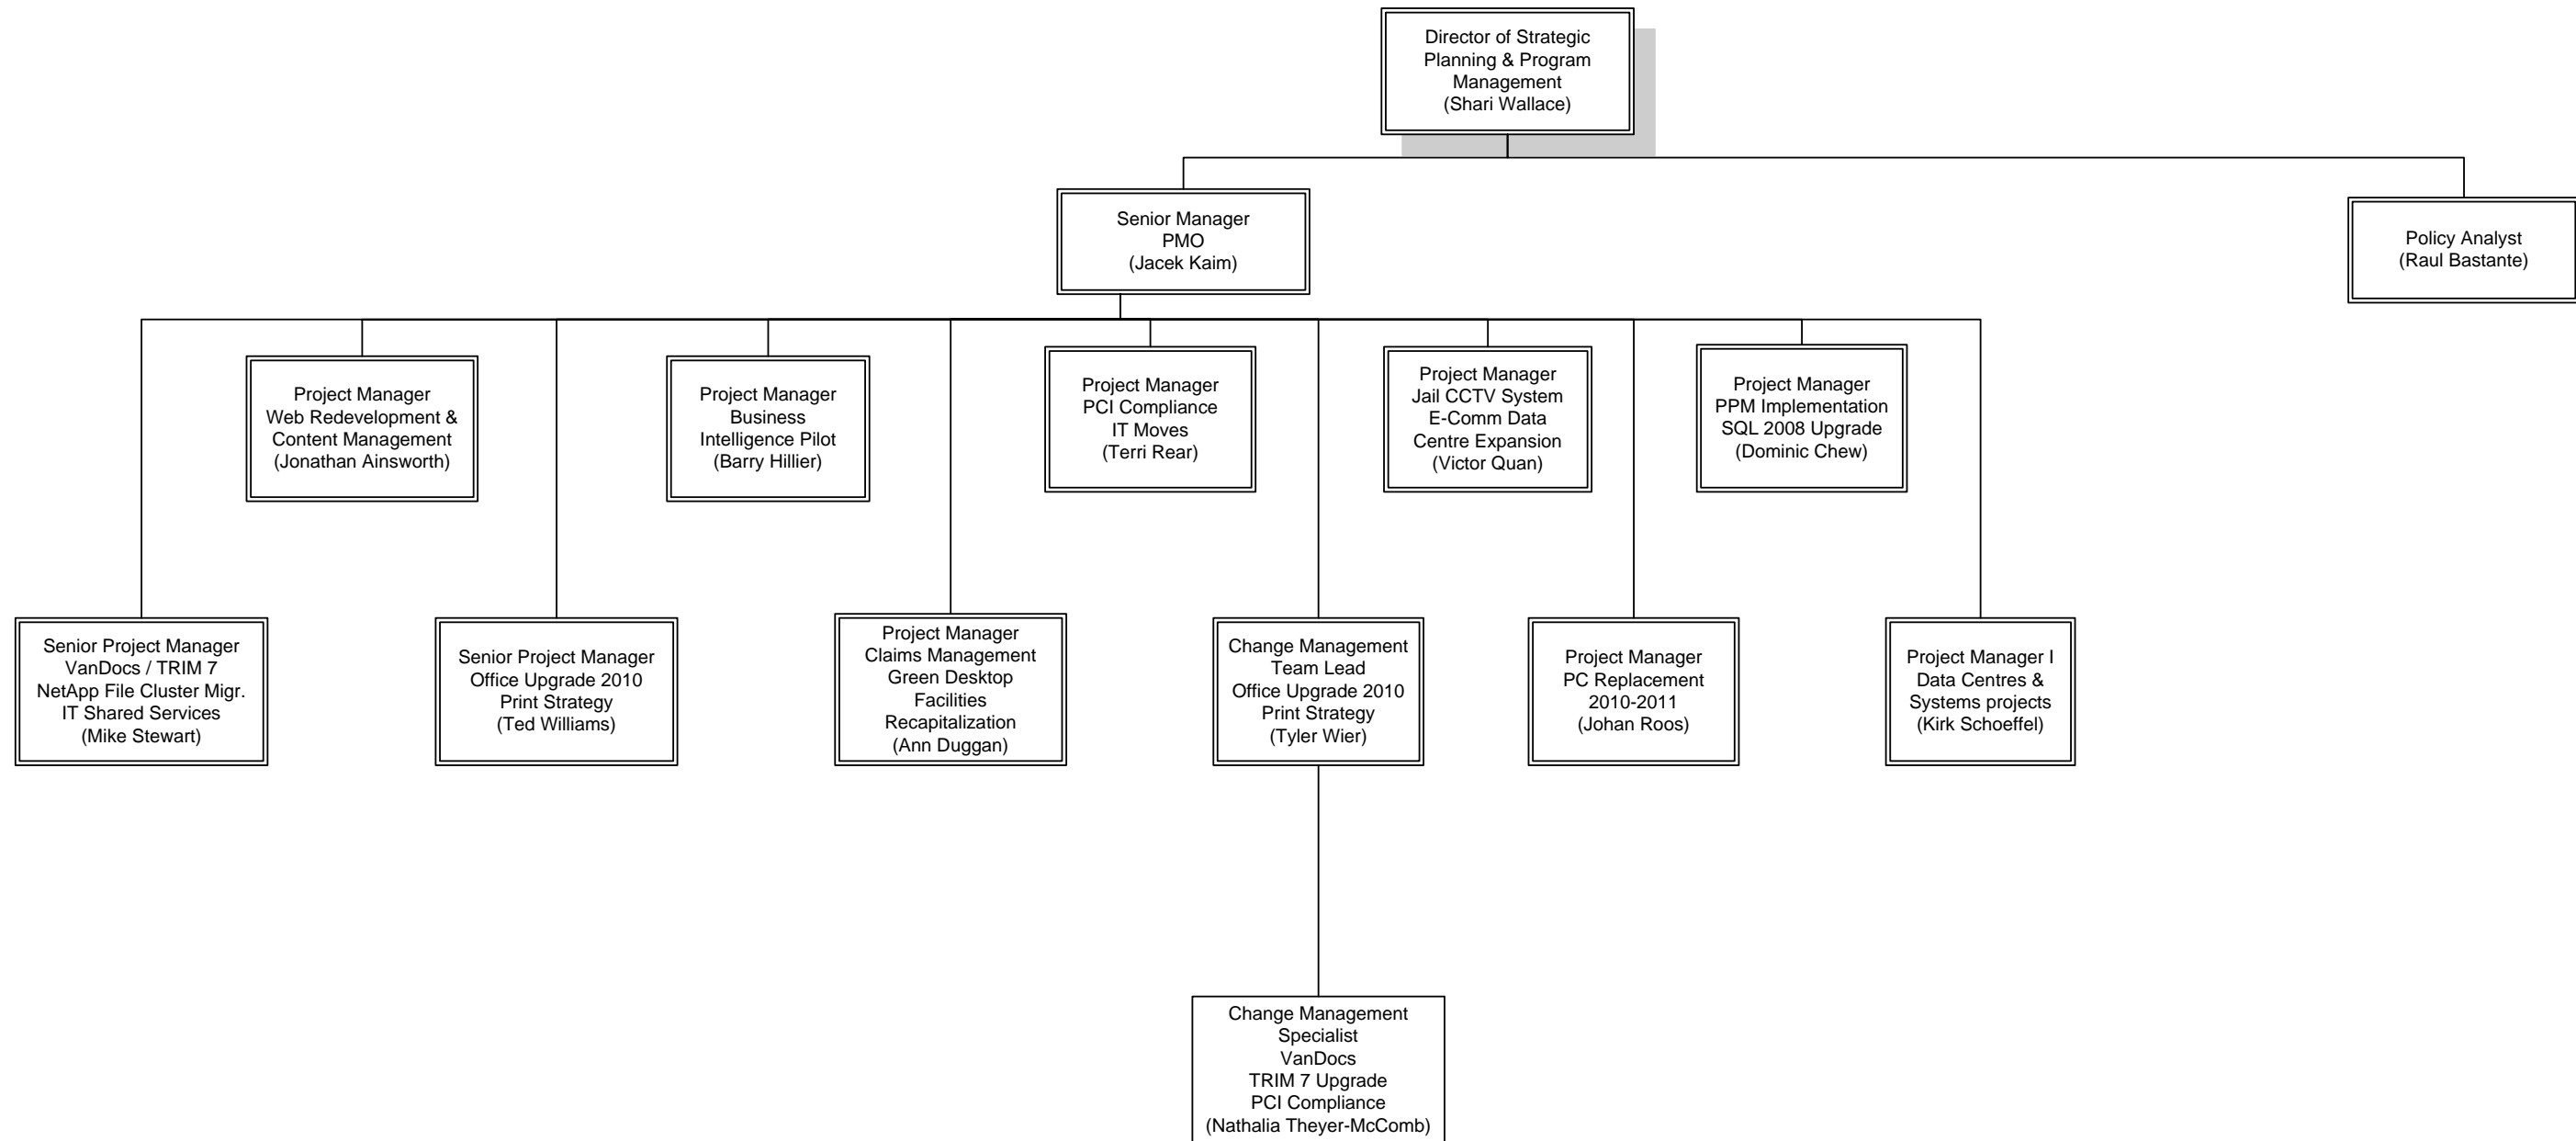 Director of Strategic
Planning & Program
Management
(Shari Wallace)
Senior Manager
PMO
(Jacek Kaim)
Policy Analyst
(Raul Bastante)
Project Manager
Web Redevelopment &
Content Management
(Jonathan Ainsworth)
Project Manager
Business
Intelligence Pilot
(Barry Hillier)
Project Manager
PCI Compliance
IT Moves
(Terri Rear)
Project Manager
Jail CCTV System
E-Comm Data
Centre Expansion
(Victor Quan)
Project Manager
PPM Implementation
SQL 2008 Upgrade
(Dominic Chew)
Senior Project Manager
VanDocs / TRIM 7
NetApp File Cluster Migr.
IT Shared Services
(Mike Stewart)
Senior Project Manager
Office Upgrade 2010
Print Strategy
(Ted Williams)
Project Manager
Claims Management
Green Desktop
Facilities
Recapitalization
(Ann Duggan)
Change Management
Team Lead
Office Upgrade 2010
Print Strategy
(Tyler Wier)
Project Manager
PC Replacement
2010-2011
(Johan Roos)
Project Manager I
Data Centres &
Systems projects
(Kirk Schoeffel)
Change Management
Specialist
VanDocs
TRIM 7 Upgrade
PCI Compliance
(Nathalia Theyer-McComb)